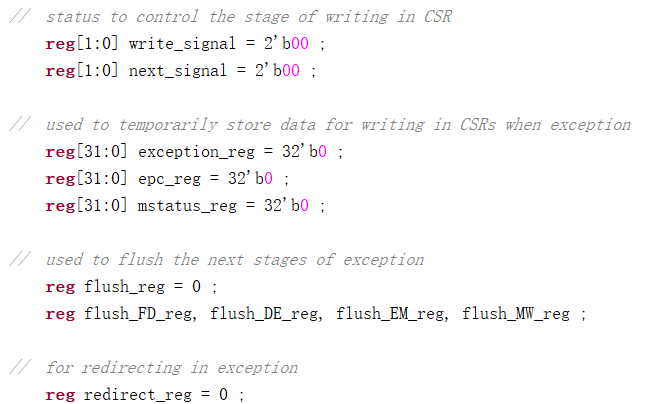 //  status to control the stage of writing in CSR
reg[1:0] write_signal = 2'b00 ;
reg[1:0] next_signal = 2'b00 ;
//  used to temporarily store data for writing in CSRs when exception
reg[31:0] exception_reg = 32'b0 ;
reg[31:0] epc_reg = 32'b0 ;
reg[31:0] mstatus_reg = 32'b0 ;
//  used to flush the next stages of exception
reg flush_reg = 0 ;
reg flush_FD_reg, flush_DE_reg, flush_EM_reg, flush_MW_reg ;
//  for redirecting in exception
reg redirect_reg = 0 ;